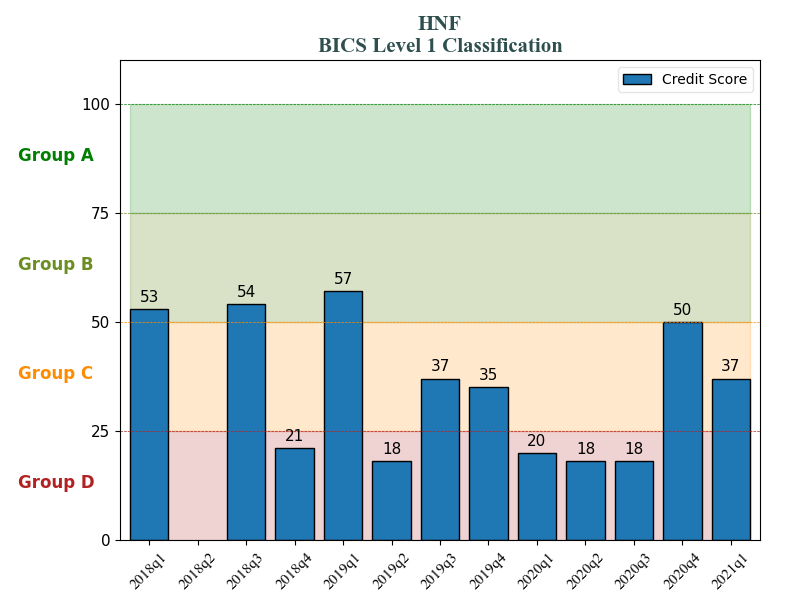 HNF
BICS Level 1 Classification
Credit Score
100
Group A
75
Group B
57
54
53
50
50
Group C
37
35
37
25
21
20
18
18
18
Group D
0
2018q1 2018q2 2018q3 2018q4 2019q1 2019q2 2019q3 2019q4 2020q1 2020q2 2020q3 2020q4 2021q1